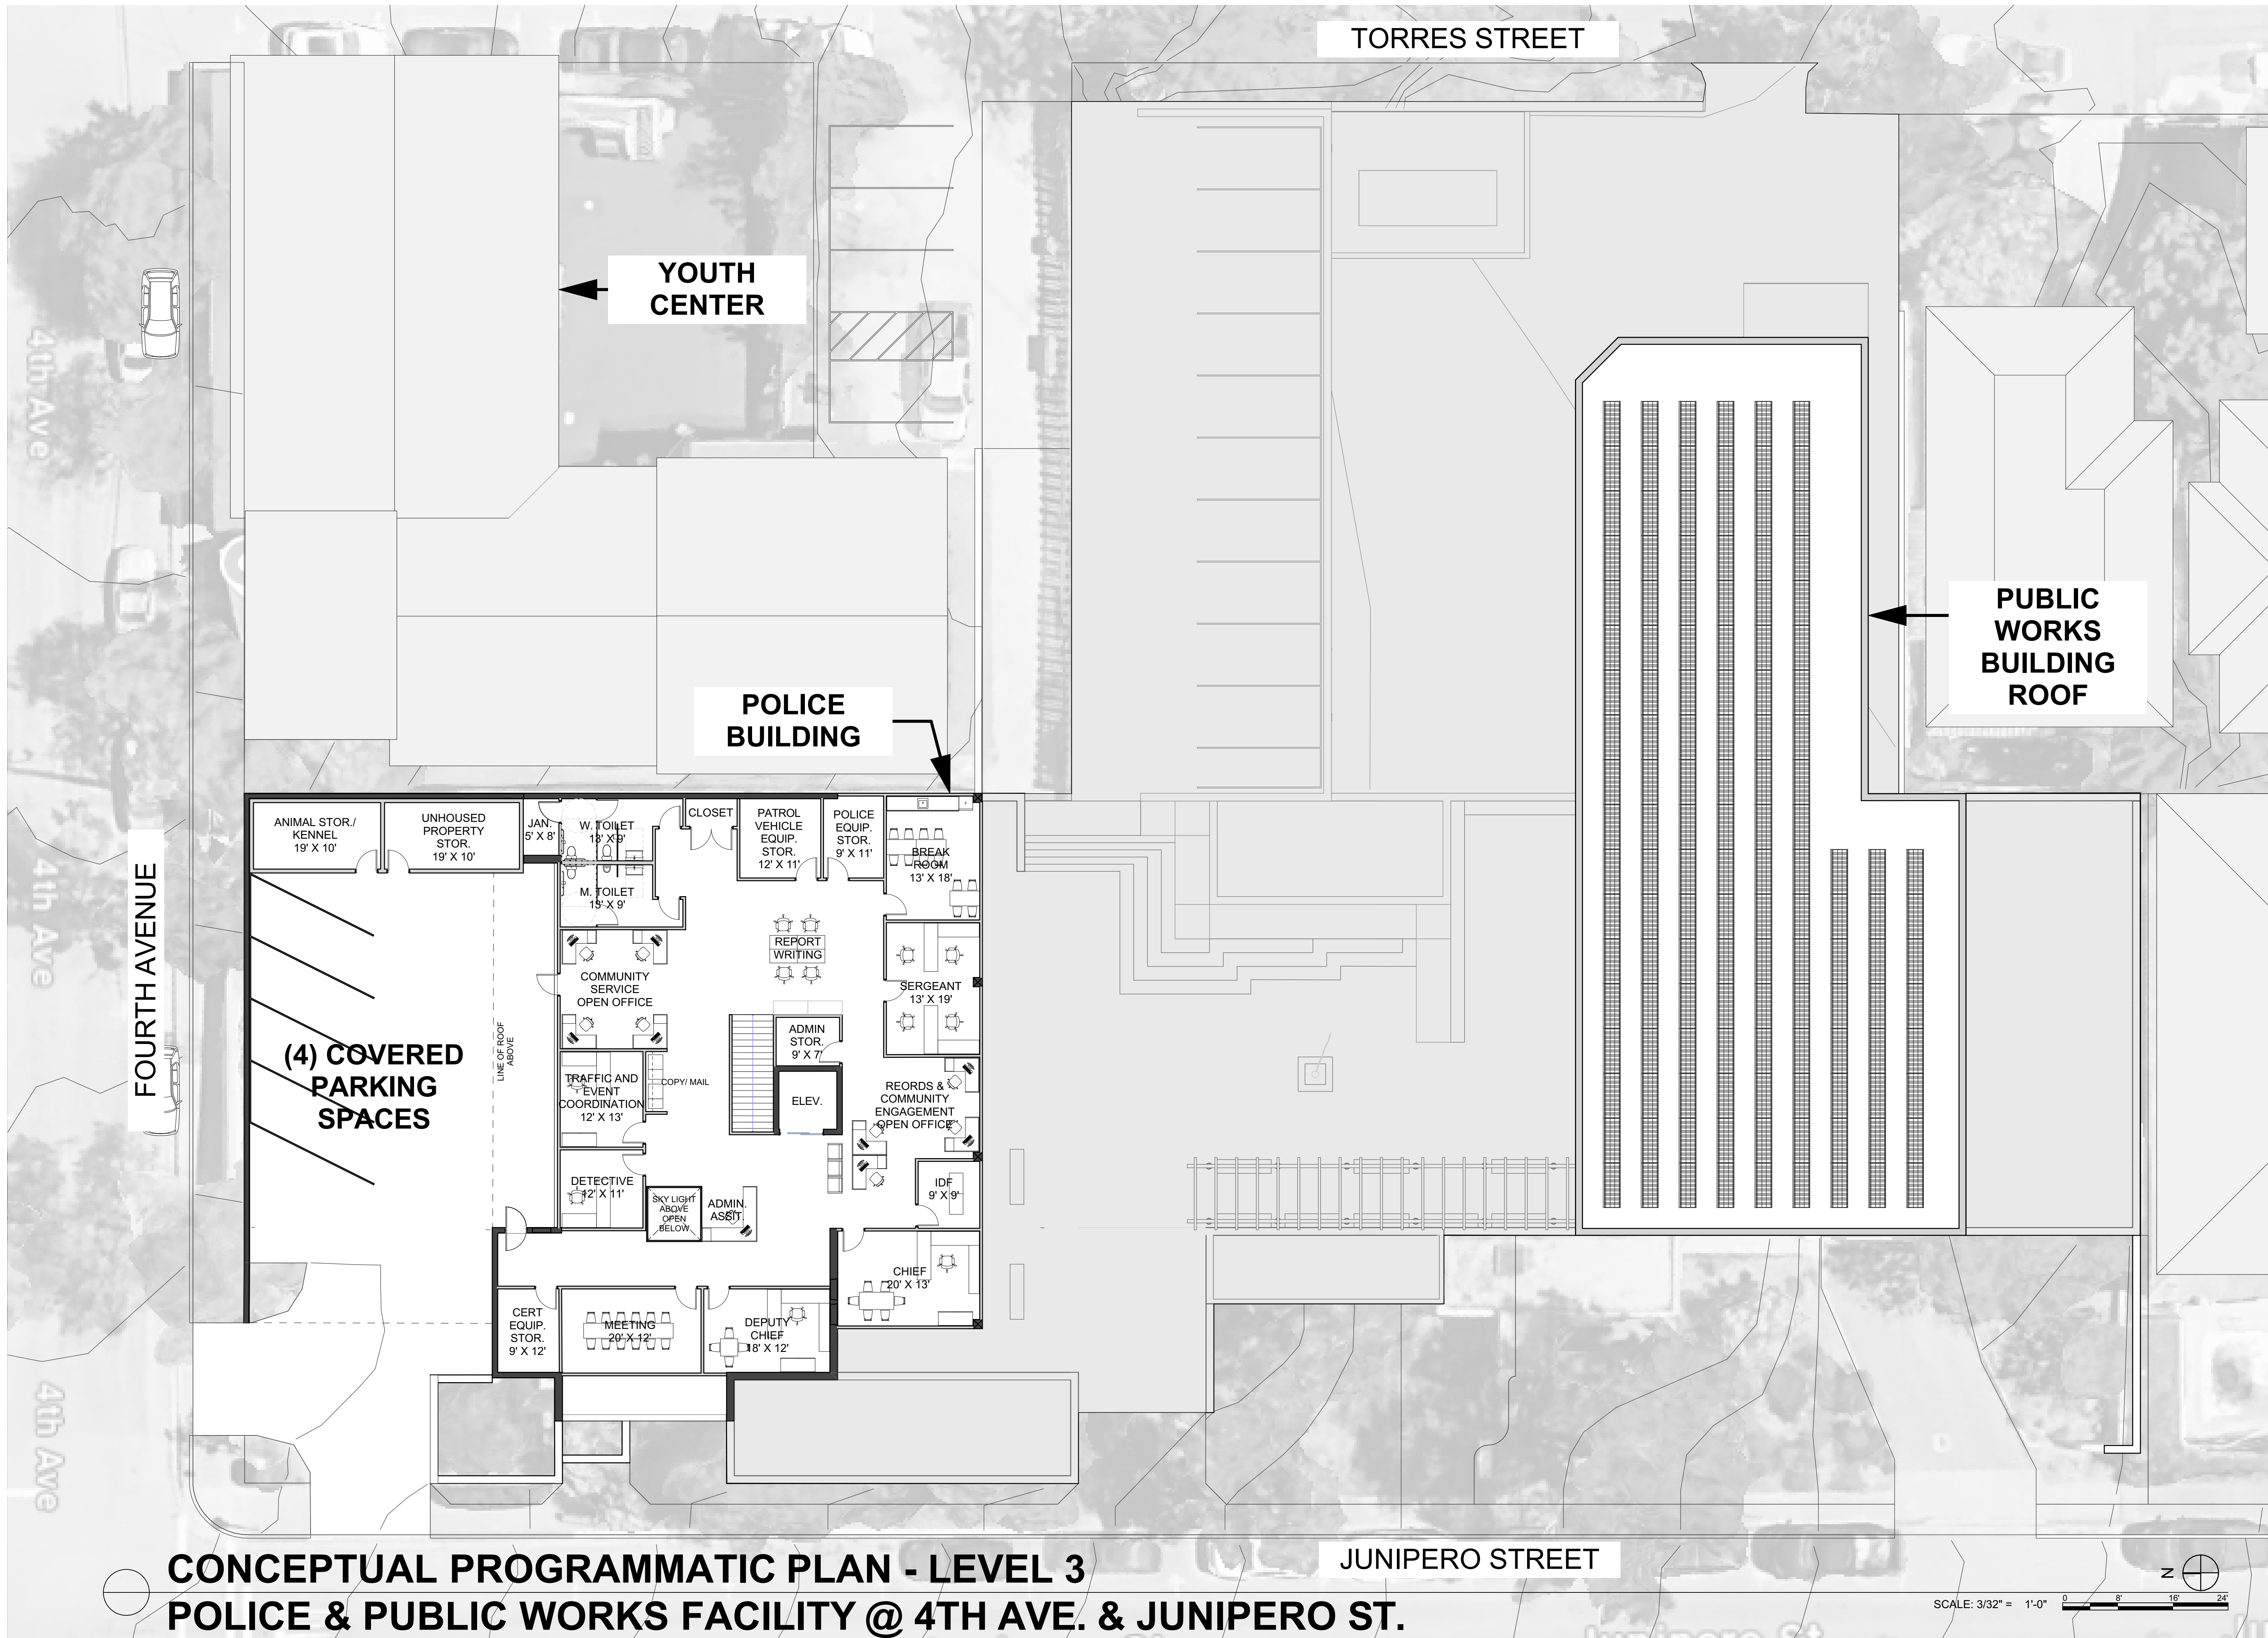 TORRES STREET
YOUTH
CENTER
4th Ave
PUBLIC
WORKS
BUILDING
ROOF
POLICE
BUILDING
FOURTH AVENUE
4th Ave
ANIMAL STOR./
KENNEL
19' X 10'
UNHOUSED
PROPERTY
STOR.
19' X 10'
JAN.
5' X 8'
W. TOILET
13' X 9'
M. TOILET
13' X 9'
CLOSET
PATROL
VEHICLE
EQUIP.
STOR.
12' X 11'
POLICE
EQUIP.
STOR.
9' X 11'
BREAK
ROOM
13' X 18'
REPORT
WRITING
COMMUNITY
SERVICE
OPEN OFFICE
SERGEANT
13' X 19'
LINE OF ROOF
ABOVE
(4) COVERED
PARKING
SPACES
ADMIN
STOR.
9' X 7'
TRAFFIC AND
EVENT
COORDINATION
12' X 13'
COPY/ MAIL
ELEV.
REORDS &
COMMUNITY
ENGAGEMENT
OPEN OFFICE
DETECTIVE
12' X 11'
SKY LIGHT
ABOVE
OPEN
BELOW
ADMIN.
ASSIT.
IDF
9' X 9'
CHIEF
20' X 13'
CERT
EQUIP.
STOR.
9' X 12'
MEETING
20' X 12'
DEPUTY
CHIEF
18' X 12'
4th Ave
JUNIPERO STREET
CONCEPTUAL PROGRAMMATIC PLAN - LEVEL 3
POLICE & PUBLIC WORKS FACILITY @ 4TH AVE. & JUNIPERO ST.
N
SCALE: 3/32" = 1'-0"
0 8' 16' 24'
Junipero St